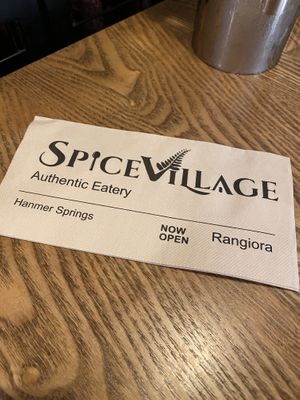 SPICEVILLAGE
Authentic Eatery
Hanmer Springs
NOW
OPEN
Rangiora